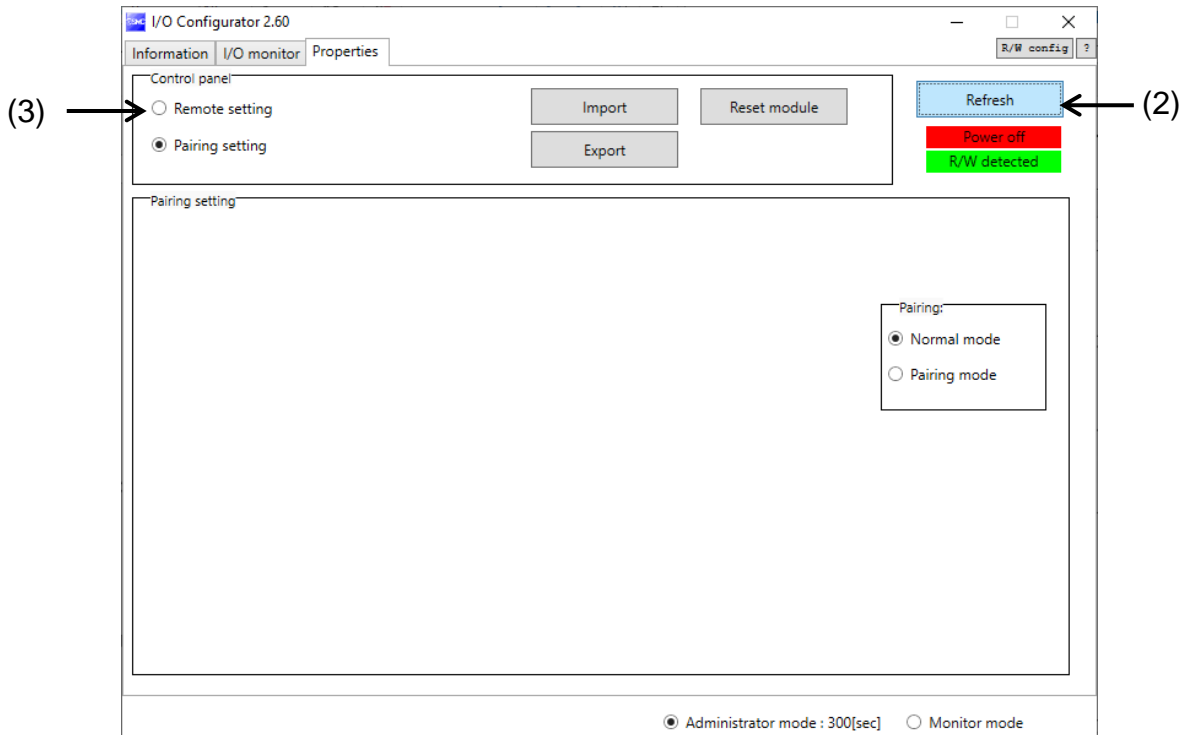 SMC I/O Configurator 2.60
Information I/O monitor Properties R/W config ?
Control panel
(3) Remote setting Import Reset module Refresh (2)
Power off
Pairing setting Export
R/W detected
Pairing setting
Pairing:
Normal mode
Pairing mode
Administrator mode : 300[sec] Monitor mode